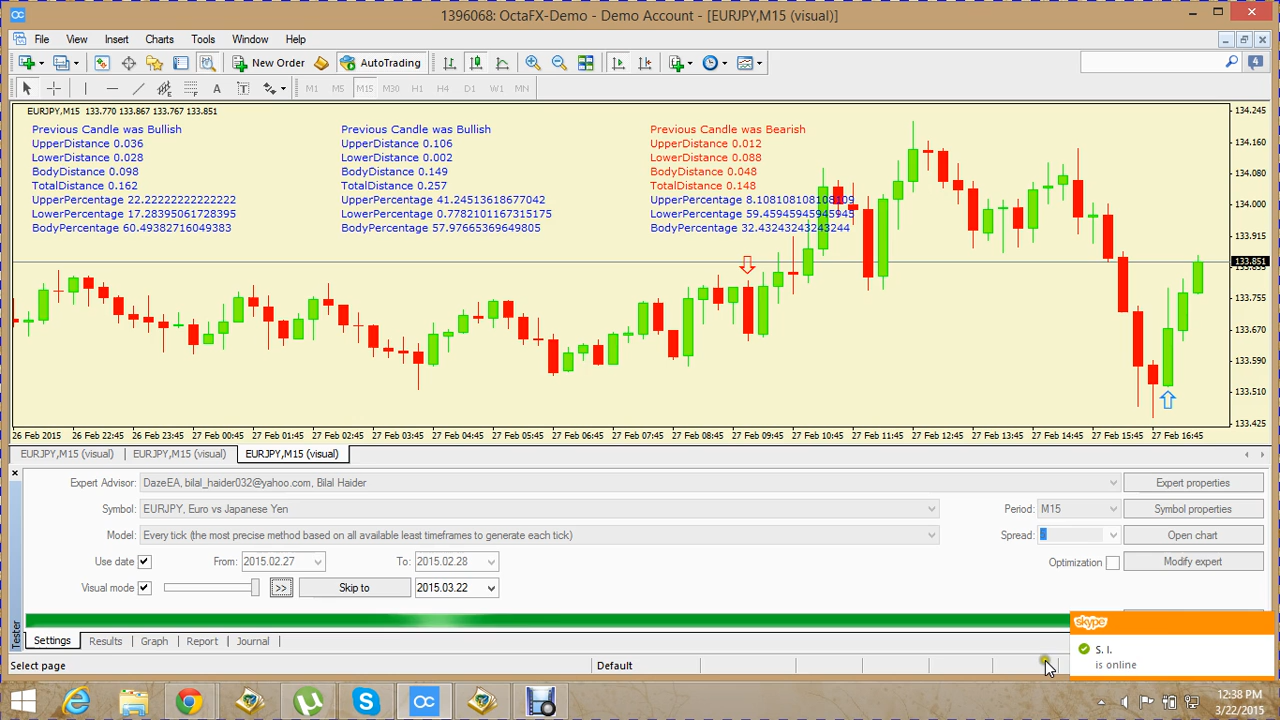 1396068: OctaFX-Demo - Demo Account - [EURJPY,M15 (visual)]
File View Insert Charts Tools Window Help
New Order AutoTrading 4
A T M1 M5 M15 M30 H1 H4 D1 W1 MN
EURJPY,M15 133.770 133.867 133.767 133.851
Previous Candle was Bullish
UpperDistance 0.036
LowerDistance 0.028
BodyDistance 0.098
TotalDistance 0.162
UpperPercentage 22.2222222222222
LowerPercentage 17.28395061728395
BodyPercentage 60.49382716049383
Previous Candle was Bullish
UpperDistance 0.106
LowerDistance 0.002
BodyDistance 0.149
TotalDistance 0.257
UpperPercentage 41.24513618677042
LowerPercentage 0.7782101167315175
BodyPercentage 57.97665369649805
Previous Candle was Bearish
UpperDistance 0.012
LowerDistance 0.088
BodyDistance 0.048
TotalDistance 0.148
UpperPercentage 8.108108108108109
LowerPercentage 59.45945945945945
BodyPercentage 32.43243243243244
134.245
134.160
134.080
134.000
133.915
133.851
133.835
133.755
133.670
133.590
133.510
133.425
26 Feb 2015 26 Feb 22:45 26 Feb 23:45 27 Feb 00:45 27 Feb 01:45 27 Feb 02:45 27 Feb 03:45 27 Feb 04:45 27 Feb 05:45 27 Feb 06:45 27 Feb 07:45 27 Feb 08:45 27 Feb 09:45 27 Feb 10:45 27 Feb 11:45 27 Feb 12:45 27 Feb 13:45 27 Feb 14:45 27 Feb 15:45 27 Feb 16:45
EURJPY,M15 (visual) EURJPY,M15 (visual) EURJPY,M15 (visual)
Expert Advisor: DazeEA, bilal_haider032@yahoo.com, Bilal Haider Expert properties
Symbol: EURJPY, Euro vs Japanese Yen Period: M15 Symbol properties
Model: Every tick (the most precise method based on all available least timeframes to generate each tick) Spread: Open chart
Use date From: 2015.02.27 To: 2015.02.28 Optimization Modify expert
Visual mode >> Skip to 2015.03.22
Tester
Settings Results Graph Report Journal
skype
S. I.
is online
Select page Default
12:38 PM
3/22/2015